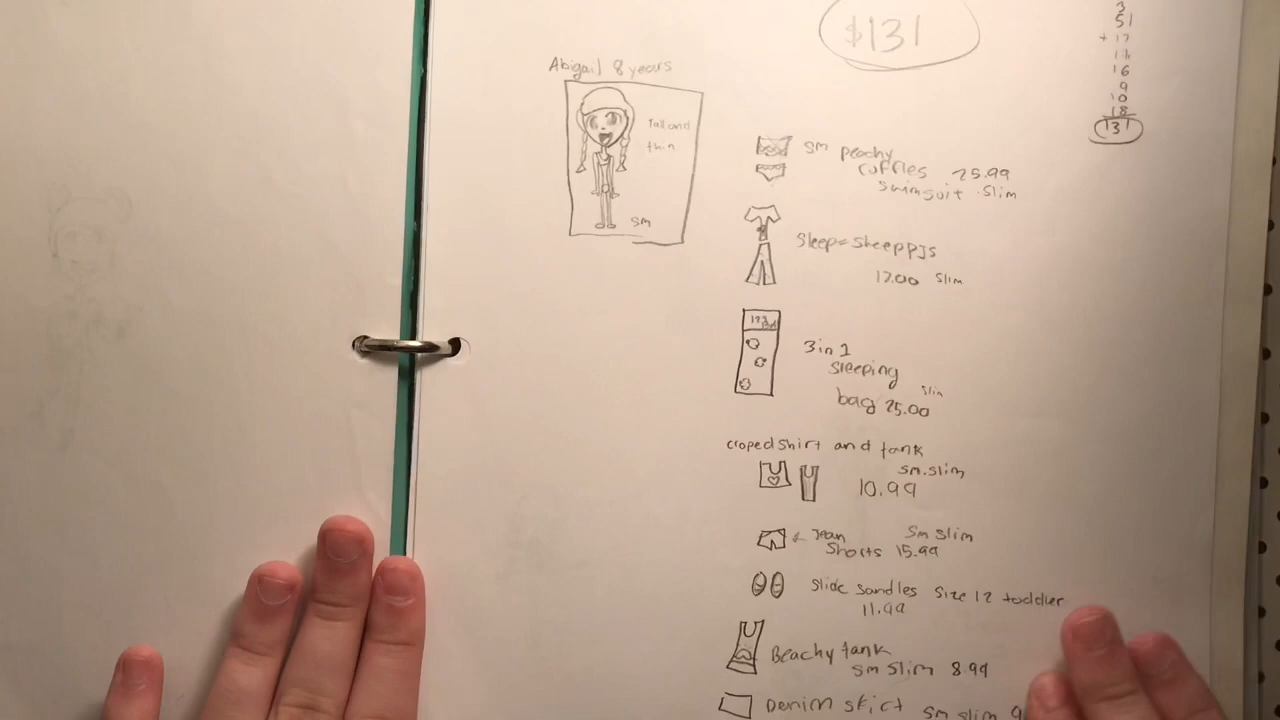 $131
3
51
+ 17
11
16
9
10
18
131
Abigail 8 years
Tall and
thin
sm
sm peachy
ruffles 25.99
swimsuit slim
Sleep=sheep pjs
17.00 slim
3 in 1
sleeping
slim
bag 25.00
croped shirt and tank
sm. slim
10.99
Jean sm slim
shorts 15.99
slide sandles size 12 toddler
11.99
Beachy tank
sm slim 8.99
Denim skirt sm slim 9